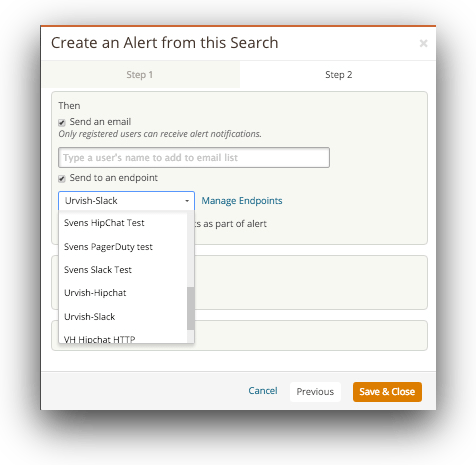 Create an Alert from this Search
×
Step 1
Step 2
Then
Send an email
Only registered users can receive alert notifications.
Type a user's name to add to email list
Send to an endpoint
Urvish-Slack
Manage Endpoints
Svens HipChat Test
ts as part of alert
Svens PagerDuty test
Svens Slack Test
Urvish-Hipchat
Urvish-Slack
VH Hipchat HTTP
Cancel
Previous
Save & Close